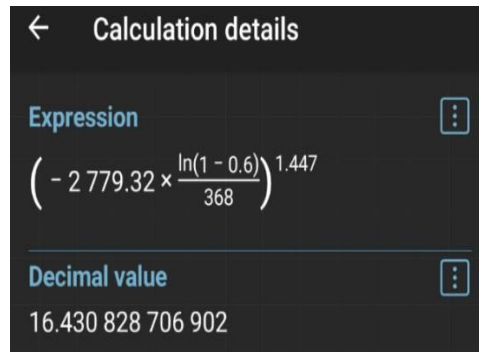 ← Calculation details
Expression
( - 2 779.32 × ln(1 - 0.6)/368 )^1.447
Decimal value
16.430 828 706 902